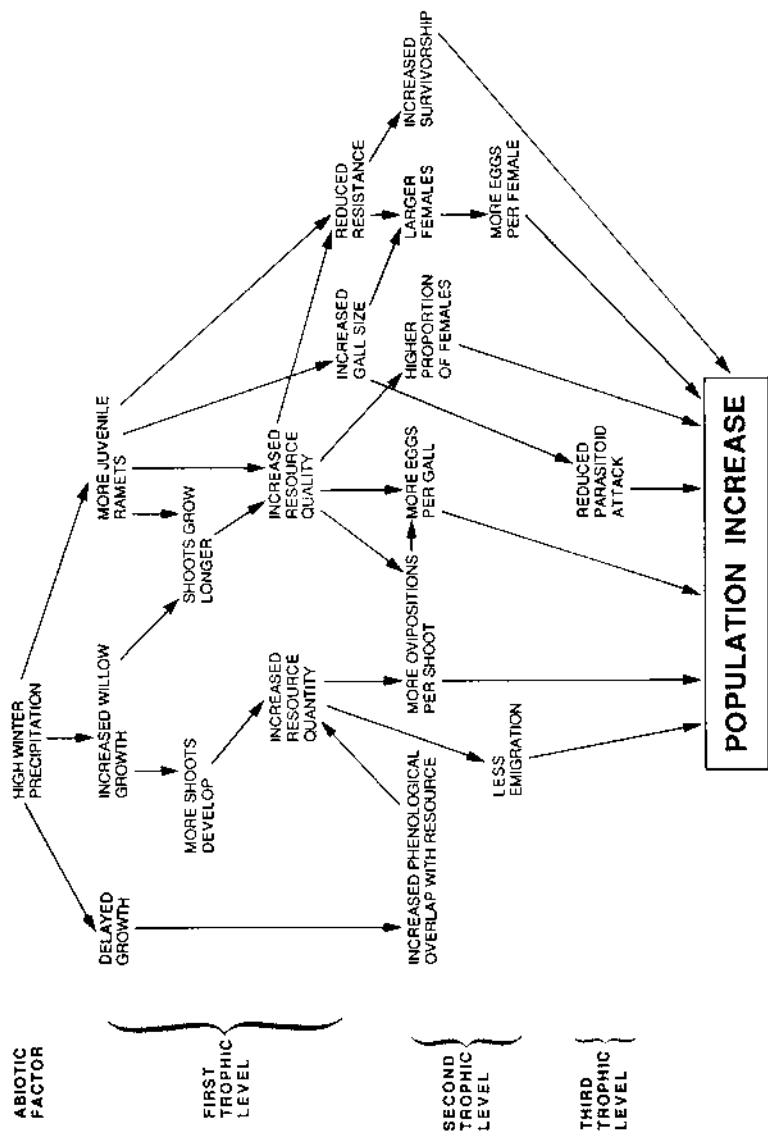 ABIOTIC
FACTOR
FIRST
TROPHIC
LEVEL
SECOND
TROPHIC
LEVEL
THIRD
TROPHIC
LEVEL
HIGH WINTER
PRECIPITATION
DELAYED
GROWTH
INCREASED WILLOW
GROWTH
MORE JUVENILE
RAMETS
MORE SHOOTS
DEVELOP
SHOOTS GROW
LONGER
INCREASED
RESOURCE
QUANTITY
INCREASED
RESOURCE
QUALITY
INCREASED
GALL SIZE
REDUCED
RESISTANCE
INCREASED PHENOLOGICAL
OVERLAP WITH RESOURCE
MORE OVIPOSITIONS
PER SHOOT
MORE EGGS
PER GALL
HIGHER
PROPORTION
OF FEMALES
LARGER
FEMALES
INCREASED
SURVIVORSHIP
LESS
EMIGRATION
MORE EGGS
PER FEMALE
REDUCED
PARASITOID
ATTACK
POPULATION INCREASE